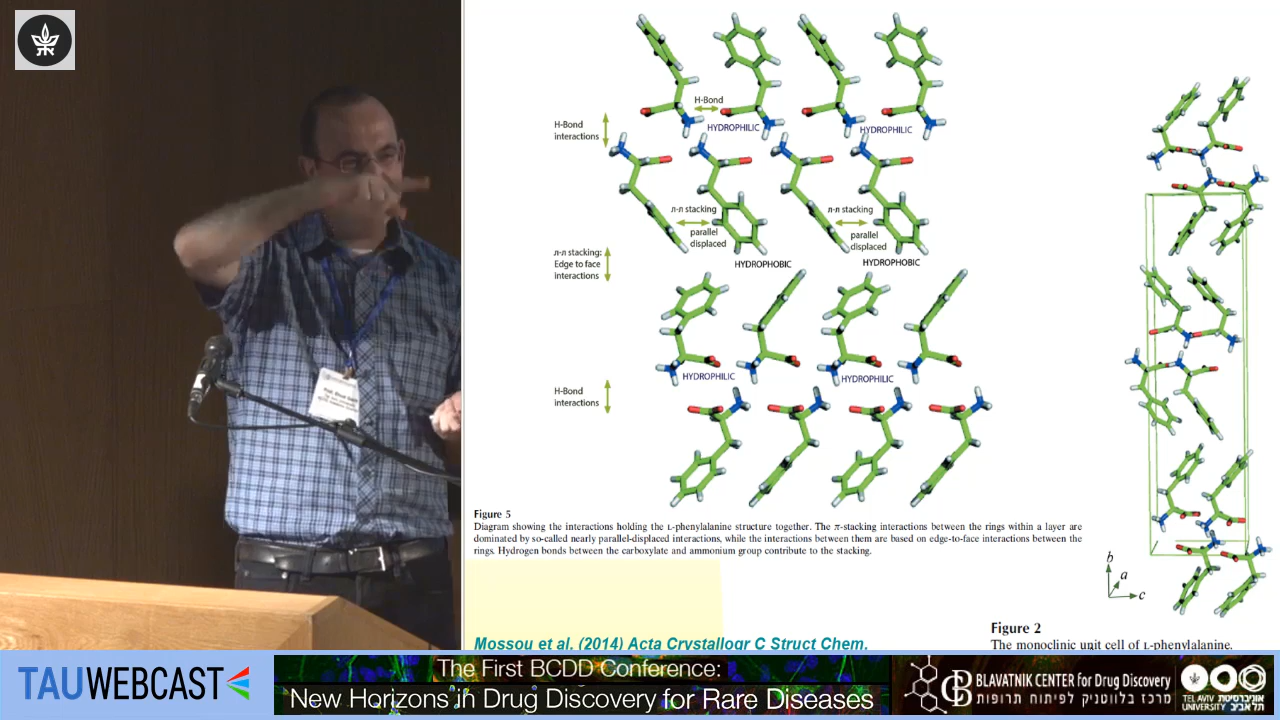 H-Bond
H-Bond
interactions
HYDROPHILIC
HYDROPHILIC
π-π stacking
π-π stacking
parallel
displaced
parallel
displaced
π-π stacking:
Edge to face
interactions
HYDROPHOBIC
HYDROPHOBIC
HYDROPHILIC
HYDROPHILIC
H-Bond
interactions
Figure 5
Diagram showing the interactions holding the L-phenylalanine structure together. The π-stacking interactions between the rings within a layer are
dominated by so-called nearly parallel-displaced interactions, while the interactions between them are based on edge-to-face interactions between the
rings. Hydrogen bonds between the carboxylate and ammonium group contribute to the stacking.
b
a
c
Figure 2
The monoclinic unit cell of L-phenylalanine.
Mossou et al. (2014) Acta Crystallogr C Struct Chem.
TAUWEBCAST
The First BCDD Conference:
New Horizons in Drug Discovery for Rare Diseases
BLAVATNIK CENTER for Drug Discovery
מרכז בלווטניק לפיתוח תרופות
TEL AVIV
UNIVERSITY
אוניברסיטת
תל אביב